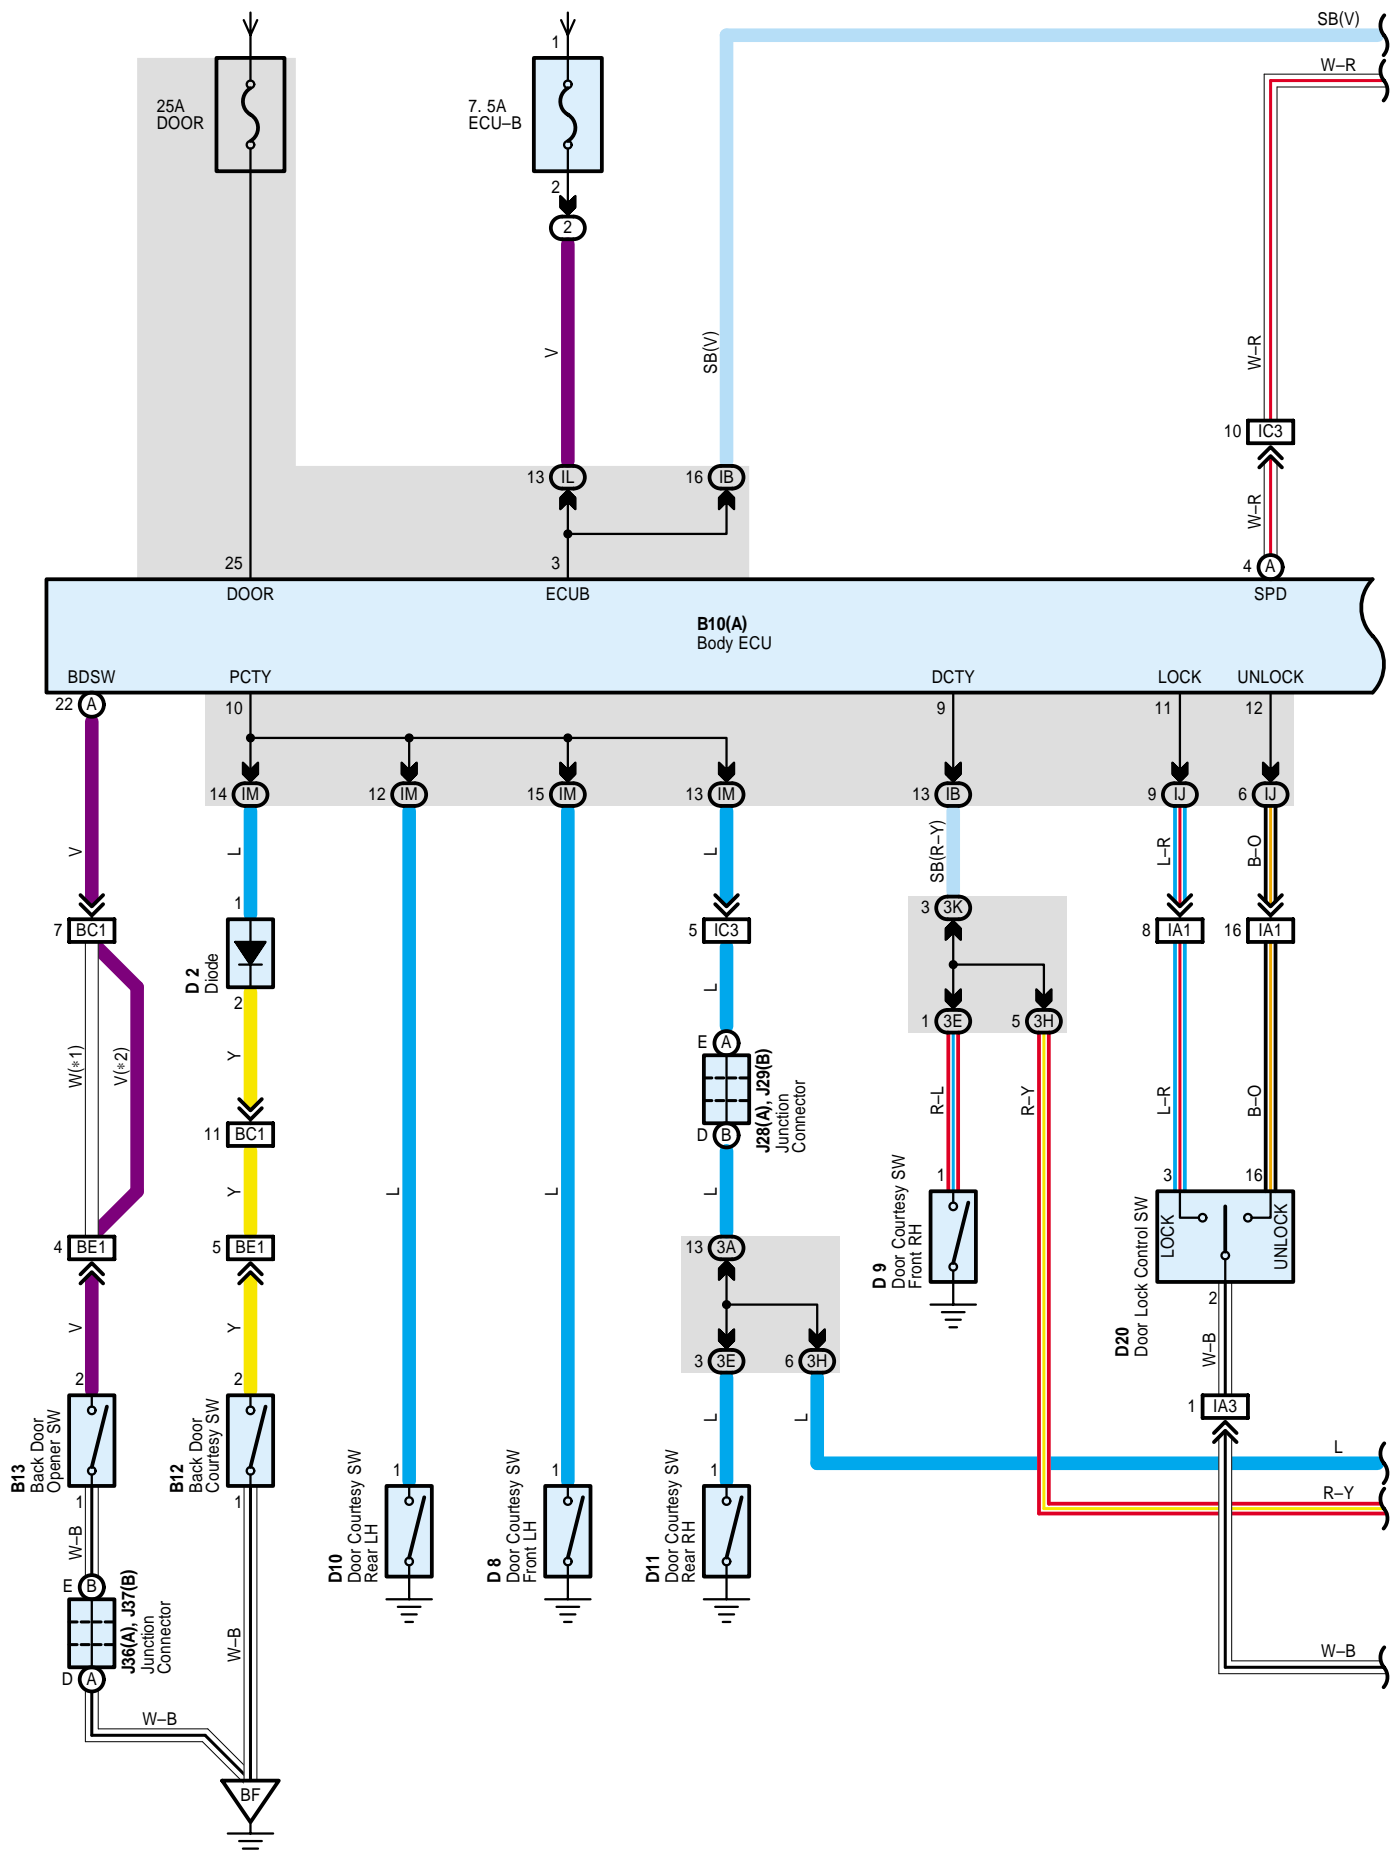 SB(V)
W–R
1
25A
DOOR
7. 5A
ECU–B
2
2
V
SB(V)
W–R
10 IC3
13 IL
16 IB
W–R
25
3
4 A
DOOR
ECUB
SPD
B10(A)
Body ECU
BDSW
PCTY
DCTY
LOCK
UNLOCK
22 A
10
9
11
12
14 IM
12 IM
15 IM
13 IM
13 IB
9 IJ
6 IJ
V
L
L
SB(R–Y)
L–R
B–O
1
3 3K
7 BC1
5 IC3
8 IA1
16 IA1
D 2
Diode
2
L
1 3E
5 3H
E A
W(*1)
V(*2)
Y
J28(A), J29(B)
Junction
Connector
R–L
R–Y
L–R
B–O
11 BC1
D B
Y
L
L
L
1
3
16
D 9
Door Courtesy SW
Front RH
LOCK
UNLOCK
D20
Door Lock Control SW
4 BE1
5 BE1
13 3A
2
V
Y
W–B
3 3E
6 3H
2
2
1 IA3
L
L
B13
Back Door
Opener SW
B12
Back Door
Courtesy SW
L
1
1
1
R–Y
1
1
D10
Door Courtesy SW
Rear LH
D 8
Door Courtesy SW
Front LH
D11
Door Courtesy SW
Rear RH
W–B
E B
J36(A), J37(B)
Junction
Connector
W–B
W–B
D A
W–B
BF